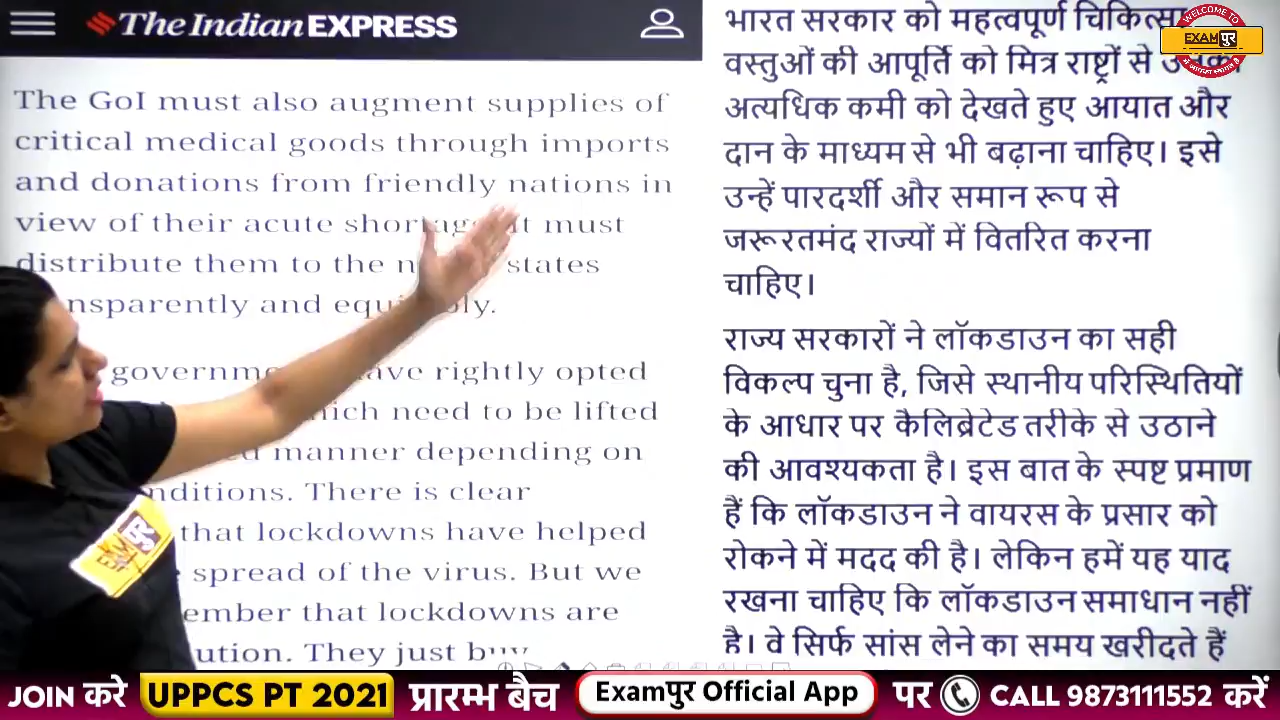 The Indian EXPRESS
The GoI must also augment supplies of
critical medical goods through imports
and donations from friendly nations in
view of their acute must
distribute them to the states
and
have rightly opted
need to be lifted
manner depending on
There is clear
that lockdowns have helped
spread of the virus. But we
that lockdowns are
They just
भारत सरकार को महत्वपूर्ण चिकित्सा
वस्तुओं की आपूर्ति को मित्र राष्ट्रों से
अत्यधिक कमी को देखते हुए आयात और
दान के माध्यम से भी बढ़ाना चाहिए। इसे
उन्हें पारदर्शी और समान रूप से
जरूरतमंद राज्यों में वितरित करना
चाहिए।
राज्य सरकारों ने लॉकडाउन का सही
विकल्प चुना है, जिसे स्थानीय परिस्थितियों
के आधार पर कैलिब्रेटेड तरीके से उठाने
की आवश्यकता है। इस बात के स्पष्ट प्रमाण
हैं कि लॉकडाउन ने वायरस के प्रसार को
रोकने में मदद की है। लेकिन हमें यह याद
रखना चाहिए कि लॉकडाउन समाधान नहीं
है। वे सिर्फ सांस लेने का समय खरीदते हैं
WELCOME TO
EXAMपुर
EXAMपुर
JOIN करे UPPCS PT 2021 प्रारम्भ बैच ExamपुR Official App पर CALL 9873111552 करें